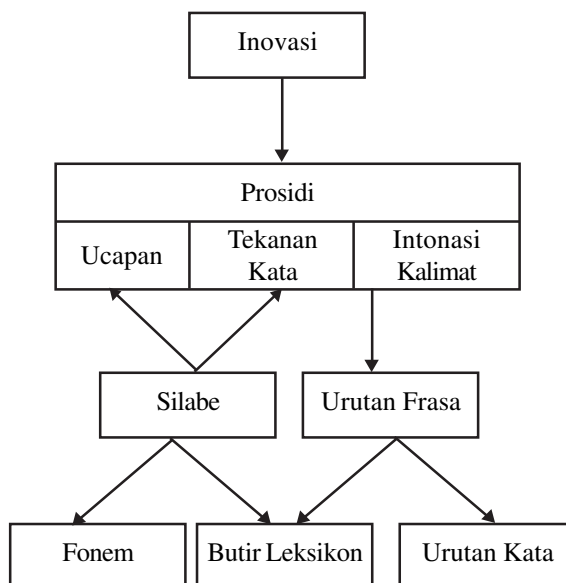 Inovasi
Prosidi
Ucapan
Tekanan
Kata
Intonasi
Kalimat
Silabe
Urutan Frasa
Fonem
Butir Leksikon
Urutan Kata